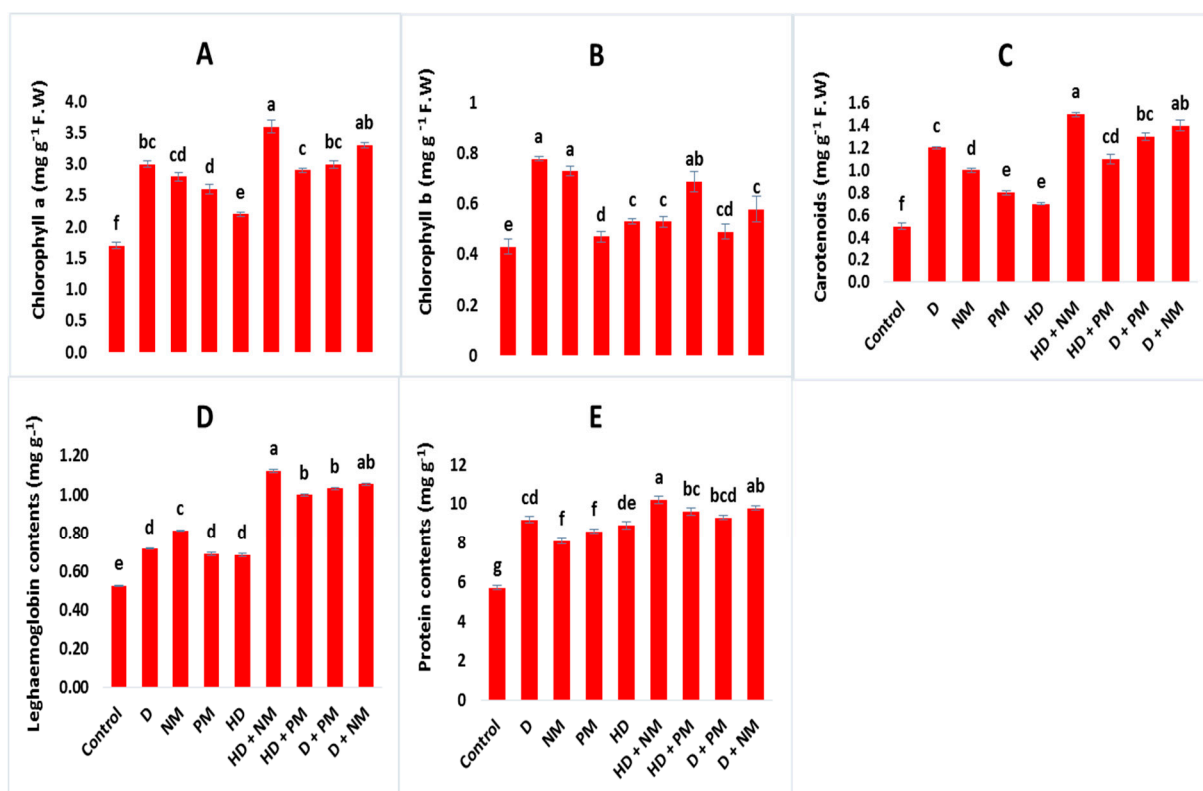 A
Chlorophyll a (mg g-1 F.W)
4.0
3.5
3.0
2.5
2.0
1.5
1.0
0.5
0.0
f
bc
cd
d
e
a
c
bc
ab
B
Chlorophyll b (mg g-1 F.W)
1
0.8
0.6
0.4
0.2
0
e
a
a
d
c
c
ab
cd
c
C
Carotenoids (mg g-1 F.W)
1.6
1.4
1.2
1.0
0.8
0.6
0.4
0.2
0.0
f
c
d
e
e
a
cd
bc
ab
Control
D
NM
PM
HD
HD + NM
HD + PM
D + PM
D + NM
D
Leghaemoglobin contents (mg g-1)
1.20
1.00
0.80
0.60
0.40
0.20
0.00
e
d
c
d
d
a
b
b
ab
Control
D
NM
PM
HD
HD + NM
HD + PM
D + PM
D + NM
E
Protein contents (mg g-1)
12
10
8
6
4
2
0
g
cd
f
f
de
a
bc
bcd
ab
Control
D
NM
PM
HD
HD + NM
HD + PM
D + PM
D + NM